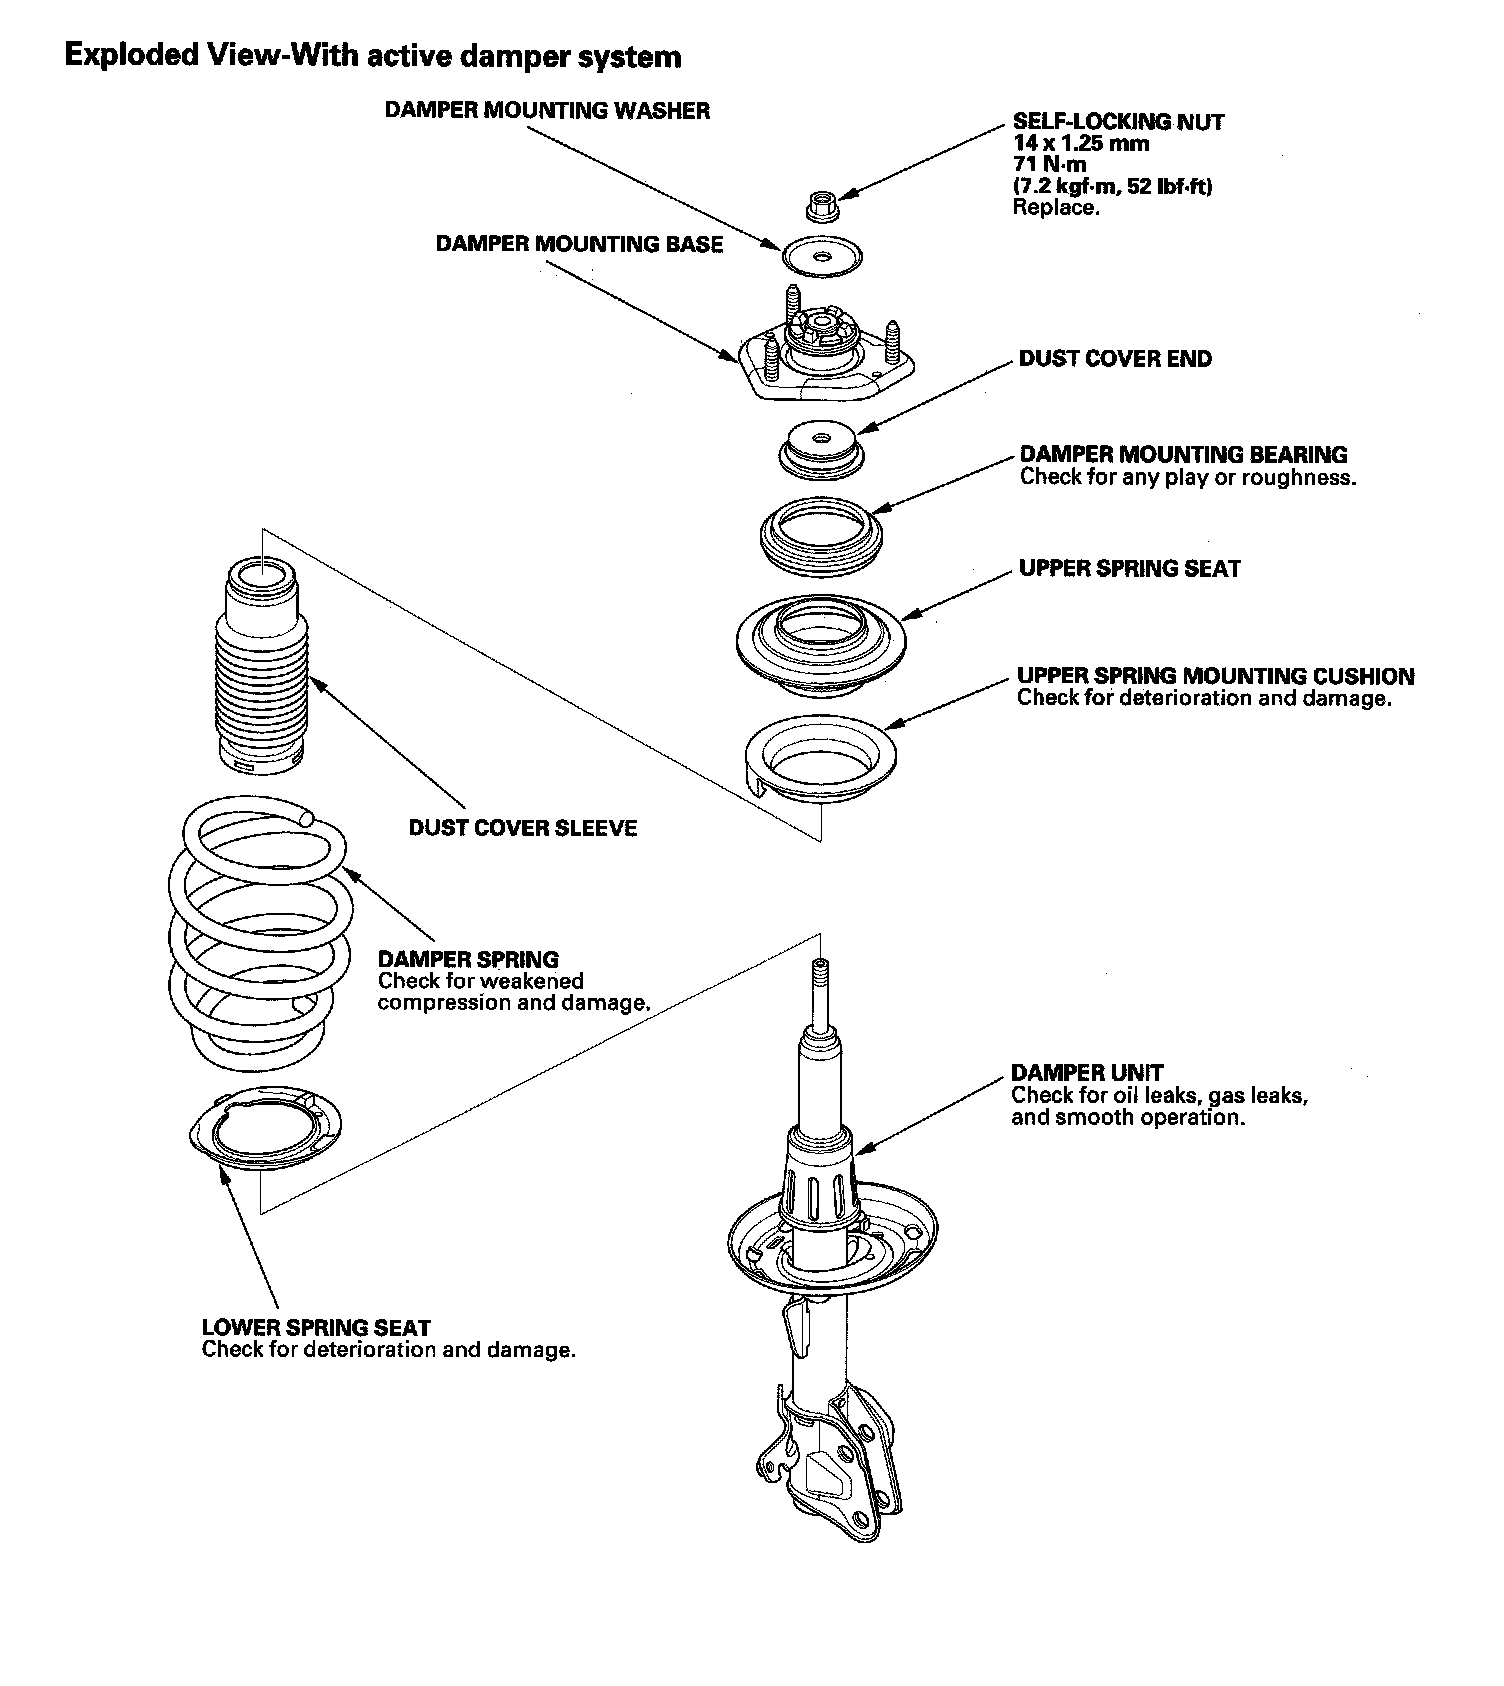 Exploded View-With active damper system
DAMPER MOUNTING WASHER
SELF-LOCKING NUT
14 x 1.25 mm
71 N·m
(7.2 kgf·m, 52 lbf·ft)
Replace.
DAMPER MOUNTING BASE
DUST COVER END
DAMPER MOUNTING BEARING
Check for any play or roughness.
UPPER SPRING SEAT
UPPER SPRING MOUNTING CUSHION
Check for deterioration and damage.
DUST COVER SLEEVE
DAMPER SPRING
Check for weakened
compression and damage.
DAMPER UNIT
Check for oil leaks, gas leaks,
and smooth operation.
LOWER SPRING SEAT
Check for deterioration and damage.